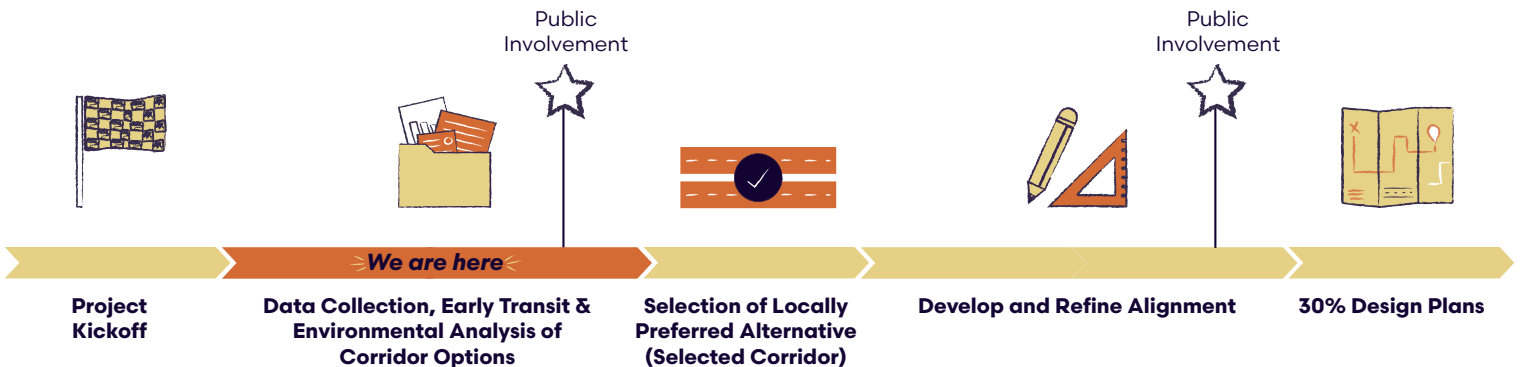 Public
Involvement
Public
Involvement
We are here
Project
Kickoff
Data Collection, Early Transit &
Environmental Analysis of
Corridor Options
Selection of Locally
Preferred Alternative
(Selected Corridor)
Develop and Refine Alignment
30% Design Plans